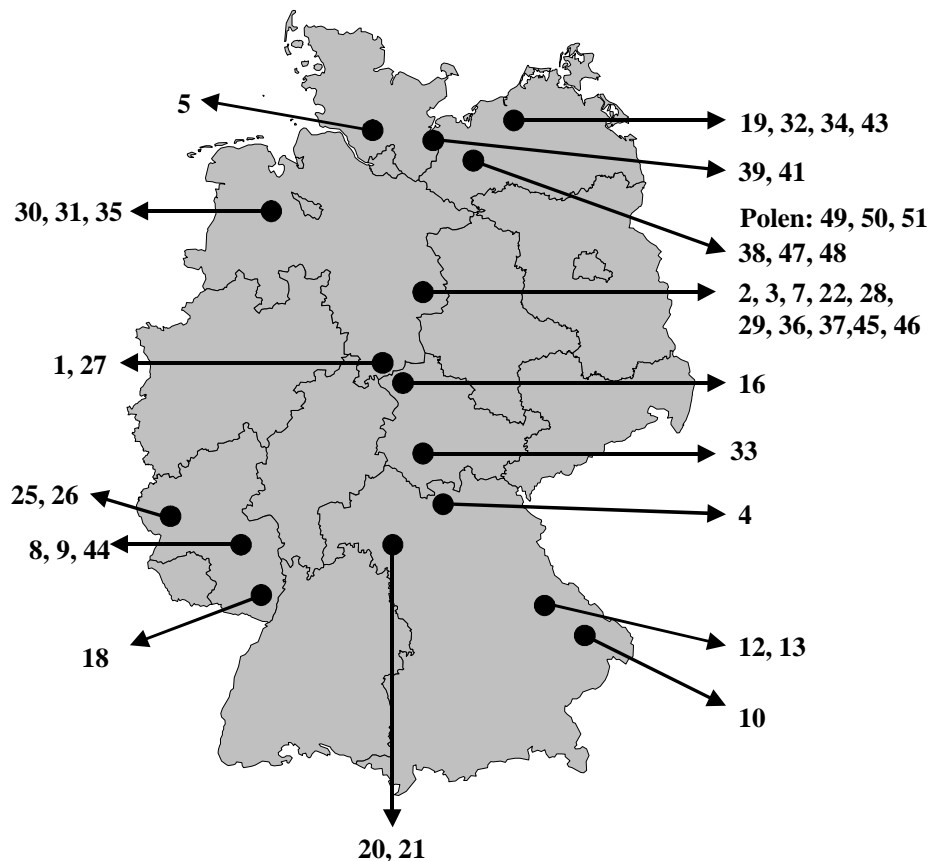 5
19, 32, 34, 43
39, 41
30, 31, 35
Polen: 49, 50, 51
38, 47, 48
2, 3, 7, 22, 28,
29, 36, 37,45, 46
1, 27
16
33
25, 26
4
8, 9, 44
18
12, 13
10
20, 21